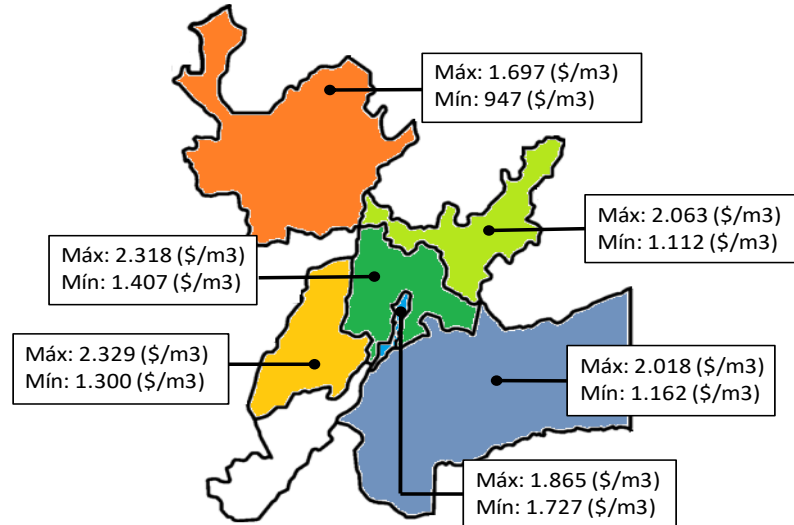 Máx: 1.697 ($/m3)
Mín: 947 ($/m3)
Máx: 2.063 ($/m3)
Mín: 1.112 ($/m3)
Máx: 2.318 ($/m3)
Mín: 1.407 ($/m3)
Máx: 2.329 ($/m3)
Mín: 1.300 ($/m3)
Máx: 2.018 ($/m3)
Mín: 1.162 ($/m3)
Máx: 1.865 ($/m3)
Mín: 1.727 ($/m3)